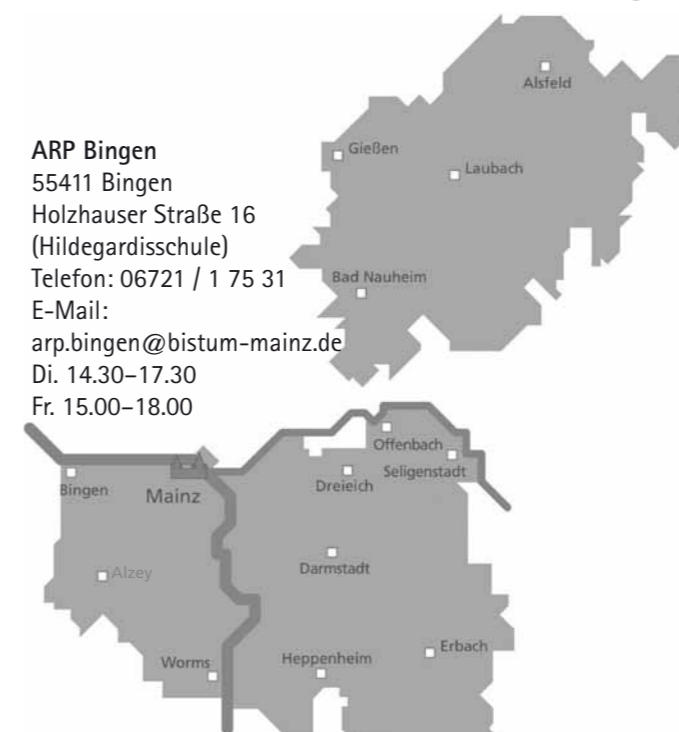 ARP Bingen
55411 Bingen
Holzhauser Straße 16
(Hildegardisschule)
Telefon: 06721 / 1 75 31
E-Mail:
arp.bingen@bistum-mainz.de
Di. 14.30–17.30
Fr. 15.00–18.00
Alsfeld
Gießen
Laubach
Bad Nauheim
Offenbach
Seligenstadt
Dreieich
Bingen
Mainz
Alzey
Darmstadt
Worms
Heppenheim
Erbach